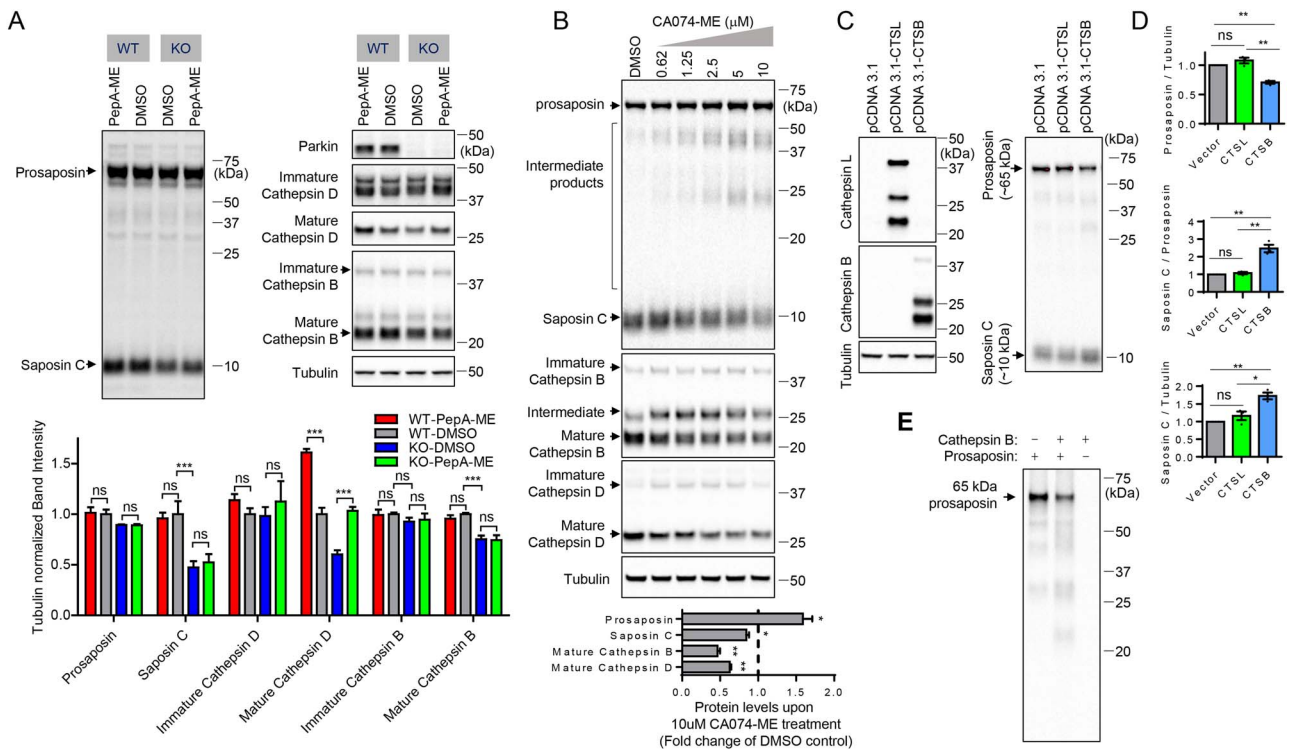 A
WT
KO
PepA-ME
DMSO
DMSO
PepA-ME
Prosaposin
75
(kDa)
50
37
25
Saposin C
10
WT
KO
PepA-ME
DMSO
DMSO
PepA-ME
Parkin
50
(kDa)
Immature
Cathepsin D
37
Mature
Cathepsin D
25
Immature
Cathepsin B
37
Mature
Cathepsin B
20
Tubulin
50
WT-PepA-ME
WT-DMSO
KO-DMSO
KO-PepA-ME
Tubulin normalized Band Intensity
1.5
1.0
0.5
0.0
ns
ns
ns
***
ns
ns
ns
***
***
ns
ns
ns
ns
***
ns
Prosaposin
Saposin C
Immature Cathepsin D
Mature Cathepsin D
Immature Cathepsin B
Mature Cathepsin B
B
CA074-ME (μM)
DMSO
0.62
1.25
2.5
5
10
prosaposin
75
(kDa)
50
Intermediate
products
37
25
20
Saposin C
10
Immature
Cathepsin B
37
Intermediate
25
Mature
Cathepsin B
20
Immature
Cathepsin D
37
Mature
Cathepsin D
25
Tubulin
50
Prosaposin
*
Saposin C
*
Mature Cathepsin B
**
Mature Cathepsin D
**
0.0 0.5 1.0 1.5 2.0
Protein levels upon
10uM CA074-ME treatment
(Fold change of DMSO control)
C
pCDNA 3.1
pCDNA 3.1-CTSL
pCDNA 3.1-CTSB
Cathepsin L
50
(kDa)
37
25
20
Cathepsin B
37
25
20
Tubulin
50
pCDNA 3.1
pCDNA 3.1-CTSL
pCDNA 3.1-CTSB
(kDa)
Prosaposin
(~65 kDa)
75
50
37
25
Saposin C
(~10 kDa)
10
D
Prosaposin / Tubulin
**
ns
**
1.0
0.5
0
Vector
CTSL
CTSB
Saposin C / Prosaposin
**
ns
**
4
3
2
1
0
Vector
CTSL
CTSB
Saposin C / Tubulin
**
ns
*
2.0
1.5
1.0
0.5
0
Vector
CTSL
CTSB
E
Cathepsin B: − + +
Prosaposin: + + −
65 kDa
prosaposin
75
(kDa)
50
37
25
20